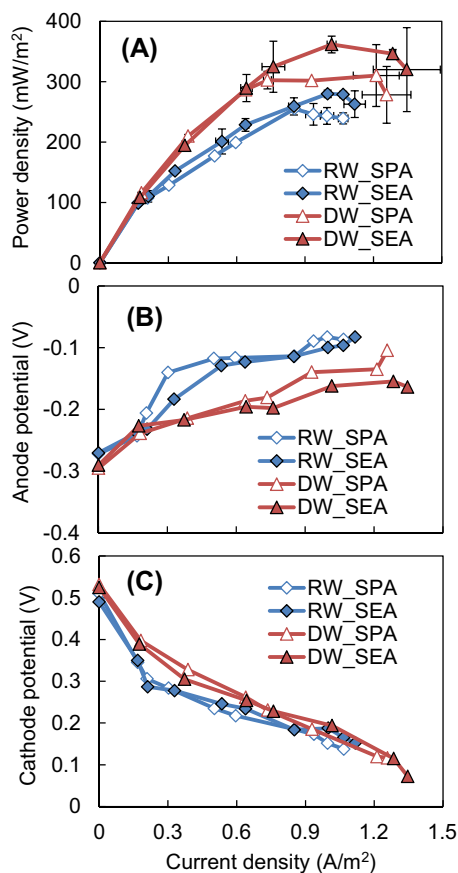 (A)
Power density (mW/m²)
400
300
200
100
0
RW_SPA
RW_SEA
DW_SPA
DW_SEA
(B)
Anode potential (V)
0
-0.1
-0.2
-0.3
-0.4
RW_SPA
RW_SEA
DW_SPA
DW_SEA
(C)
Cathode potential (V)
0.6
0.5
0.4
0.3
0.2
0.1
0
RW_SPA
RW_SEA
DW_SPA
DW_SEA
0 0.3 0.6 0.9 1.2 1.5
Current density (A/m²)